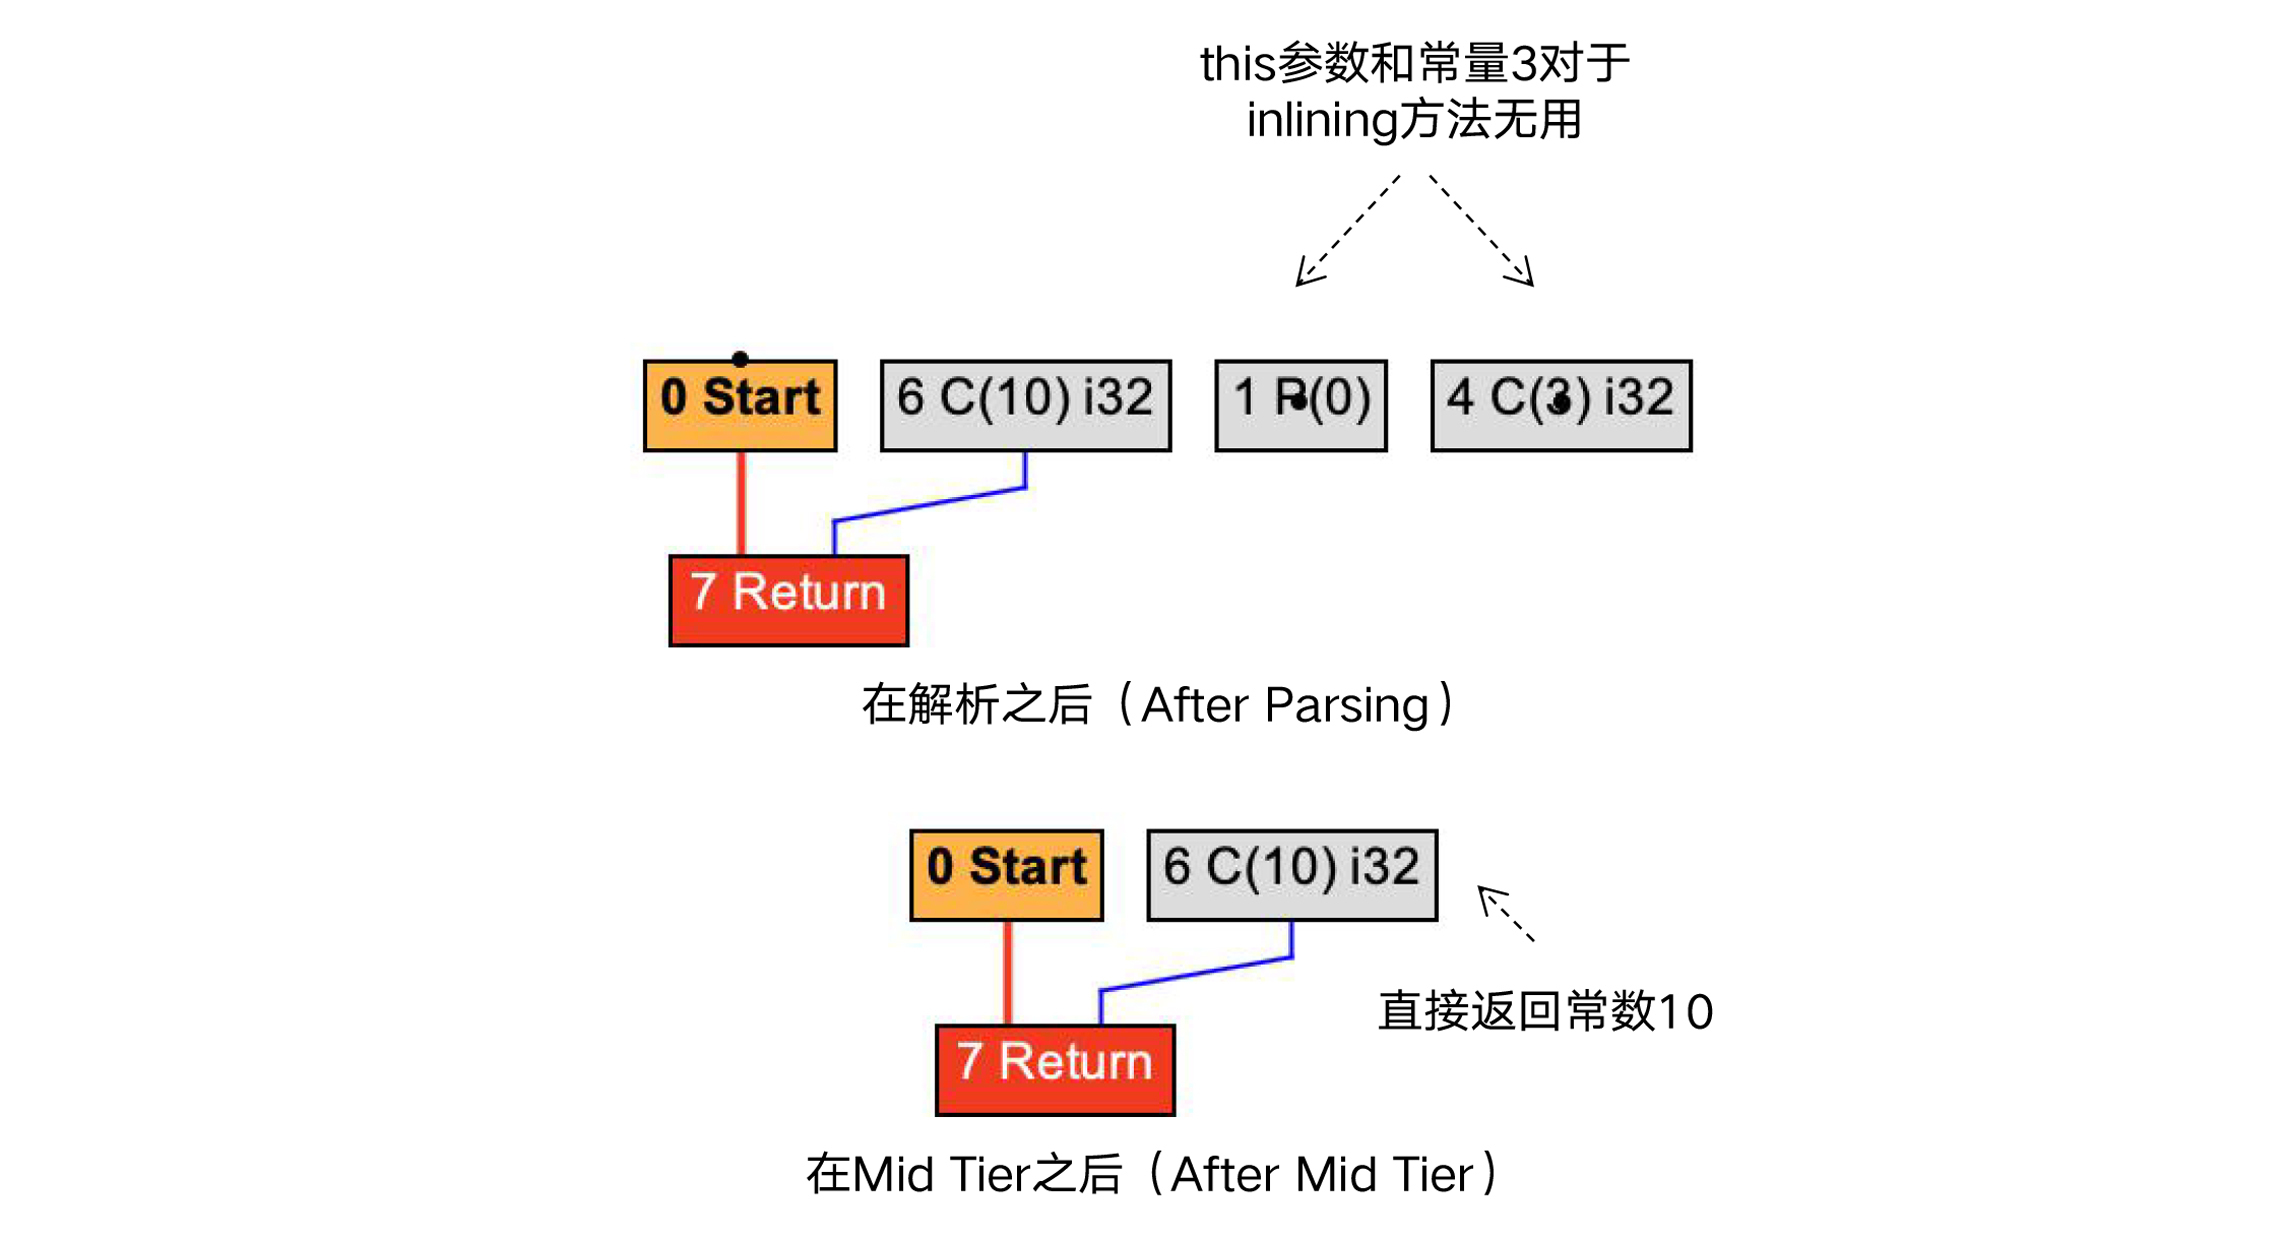 this参数和常量3对于
inlining方法无用
0 Start
6 C(10) i32
1 P(0)
4 C(3) i32
7 Return
在解析之后（After Parsing）
0 Start
6 C(10) i32
直接返回常数10
7 Return
在Mid Tier之后（After Mid Tier）